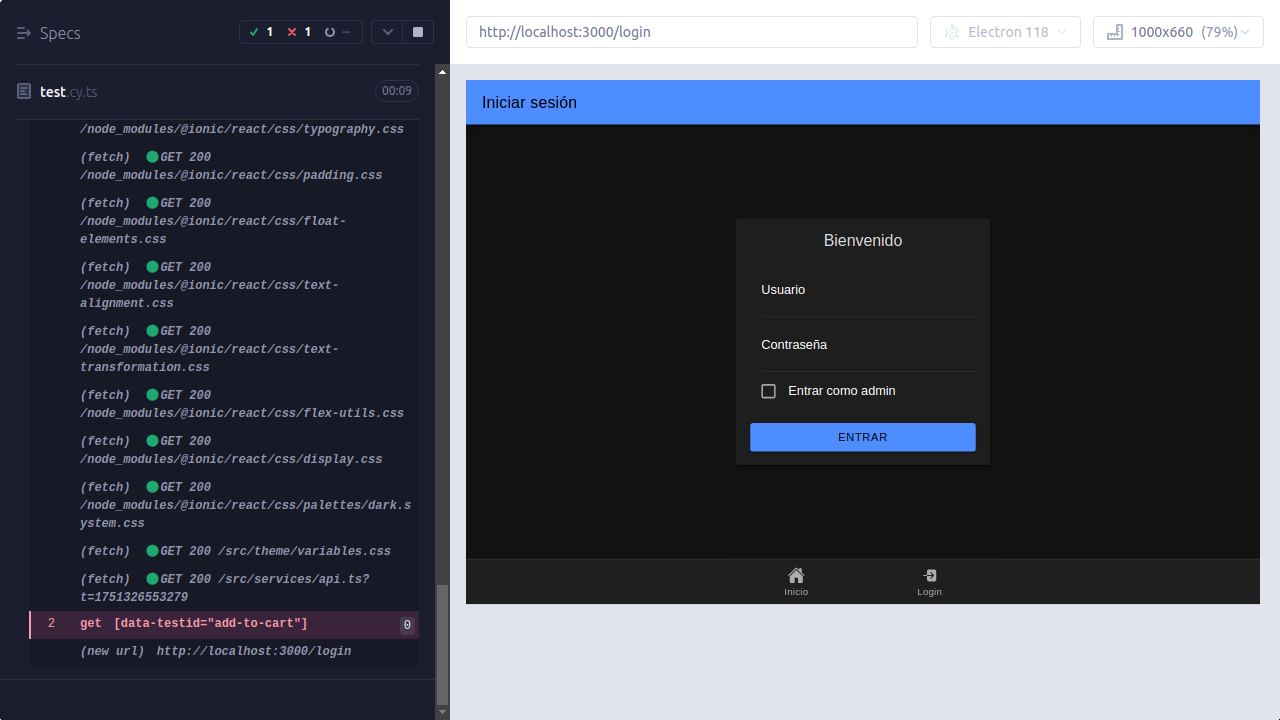 Specs
1 1 --
http://localhost:3000/login
Electron 118
1000x660 (79%)
test.cy.ts
00:09
/node_modules/@ionic/react/css/typography.css
(fetch) GET 200
/node_modules/@ionic/react/css/padding.css
(fetch) GET 200
/node_modules/@ionic/react/css/float-
elements.css
(fetch) GET 200
/node_modules/@ionic/react/css/text-
alignment.css
(fetch) GET 200
/node_modules/@ionic/react/css/text-
transformation.css
(fetch) GET 200
/node_modules/@ionic/react/css/flex-utils.css
(fetch) GET 200
/node_modules/@ionic/react/css/display.css
(fetch) GET 200
/node_modules/@ionic/react/css/palettes/dark.s
ystem.css
(fetch) GET 200 /src/theme/variables.css
(fetch) GET 200 /src/services/api.ts?
t=1751326553279
2 get [data-testid="add-to-cart"] 0
(new url) http://localhost:3000/login
Iniciar sesión
Bienvenido
Usuario
Contraseña
Entrar como admin
ENTRAR
Inicio
Login